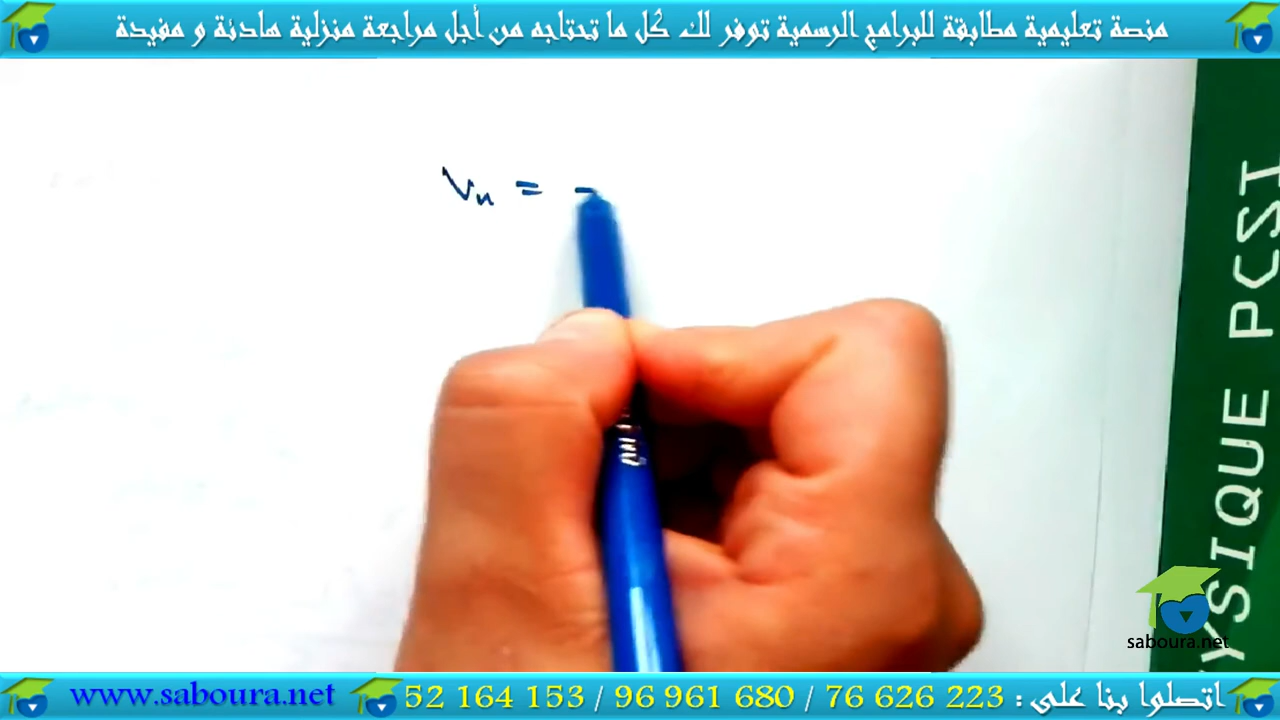 منصة تعليمية مطابقة للبرامج الرسمية توفر لك كل ما تحتاجه من أجل مراجعة منزلية هادئة و مفيدة
Vn = -
YSIQUE PCSI
saboura.net
www.saboura.net 52 164 153 / 96 961 680 / 76 626 223 : اتصلوا بنا على